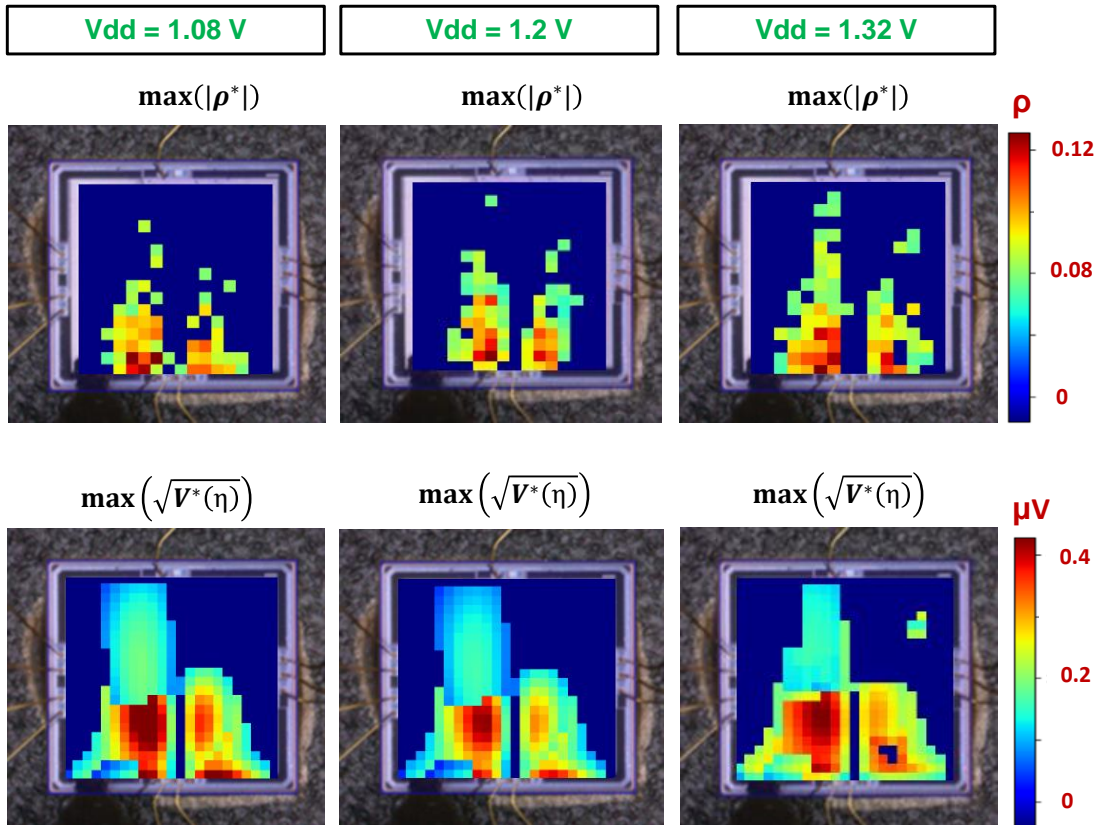 Vdd = 1.08 V
Vdd = 1.2 V
Vdd = 1.32 V
max(|ρ*|)
max(|ρ*|)
max(|ρ*|)
ρ
0.12
0.08
0
max(√V*(η))
max(√V*(η))
max(√V*(η))
µV
0.4
0.2
0